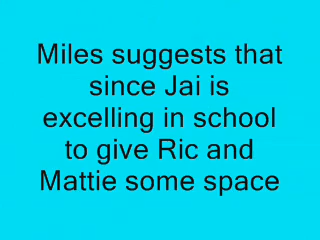 Miles suggests that
since Jai is
excelling in school
to give Ric and
Mattie some space